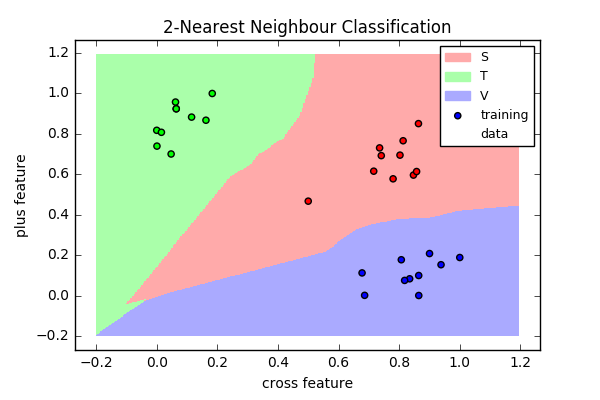 2-Nearest Neighbour Classification
S
T
V
training
data
1.2
1.0
0.8
0.6
0.4
0.2
0.0
−0.2
plus feature
−0.2 0.0 0.2 0.4 0.6 0.8 1.0 1.2
cross feature